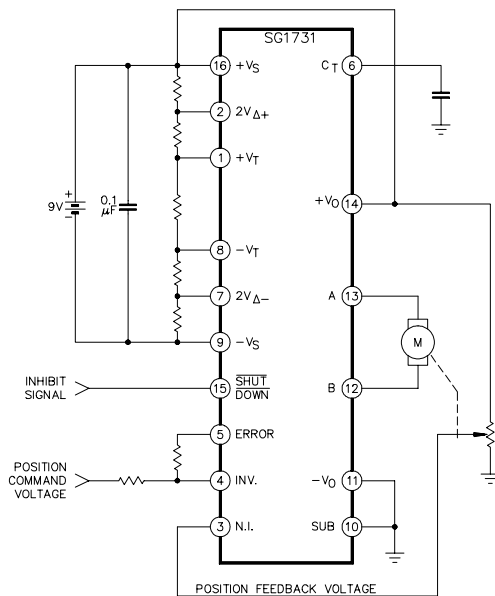 SG1731
16 +VS
CT 6
2 2VΔ+
1 +VT
+
9V
-
0.1
µF
+VO 14
8 −VT
7 2VΔ−
A 13
M
9 −VS
INHIBIT
SIGNAL
15 SHUT
DOWN
B 12
5 ERROR
POSITION
COMMAND
VOLTAGE
4 INV.
−VO 11
3 N.I.
SUB 10
POSITION FEEDBACK VOLTAGE